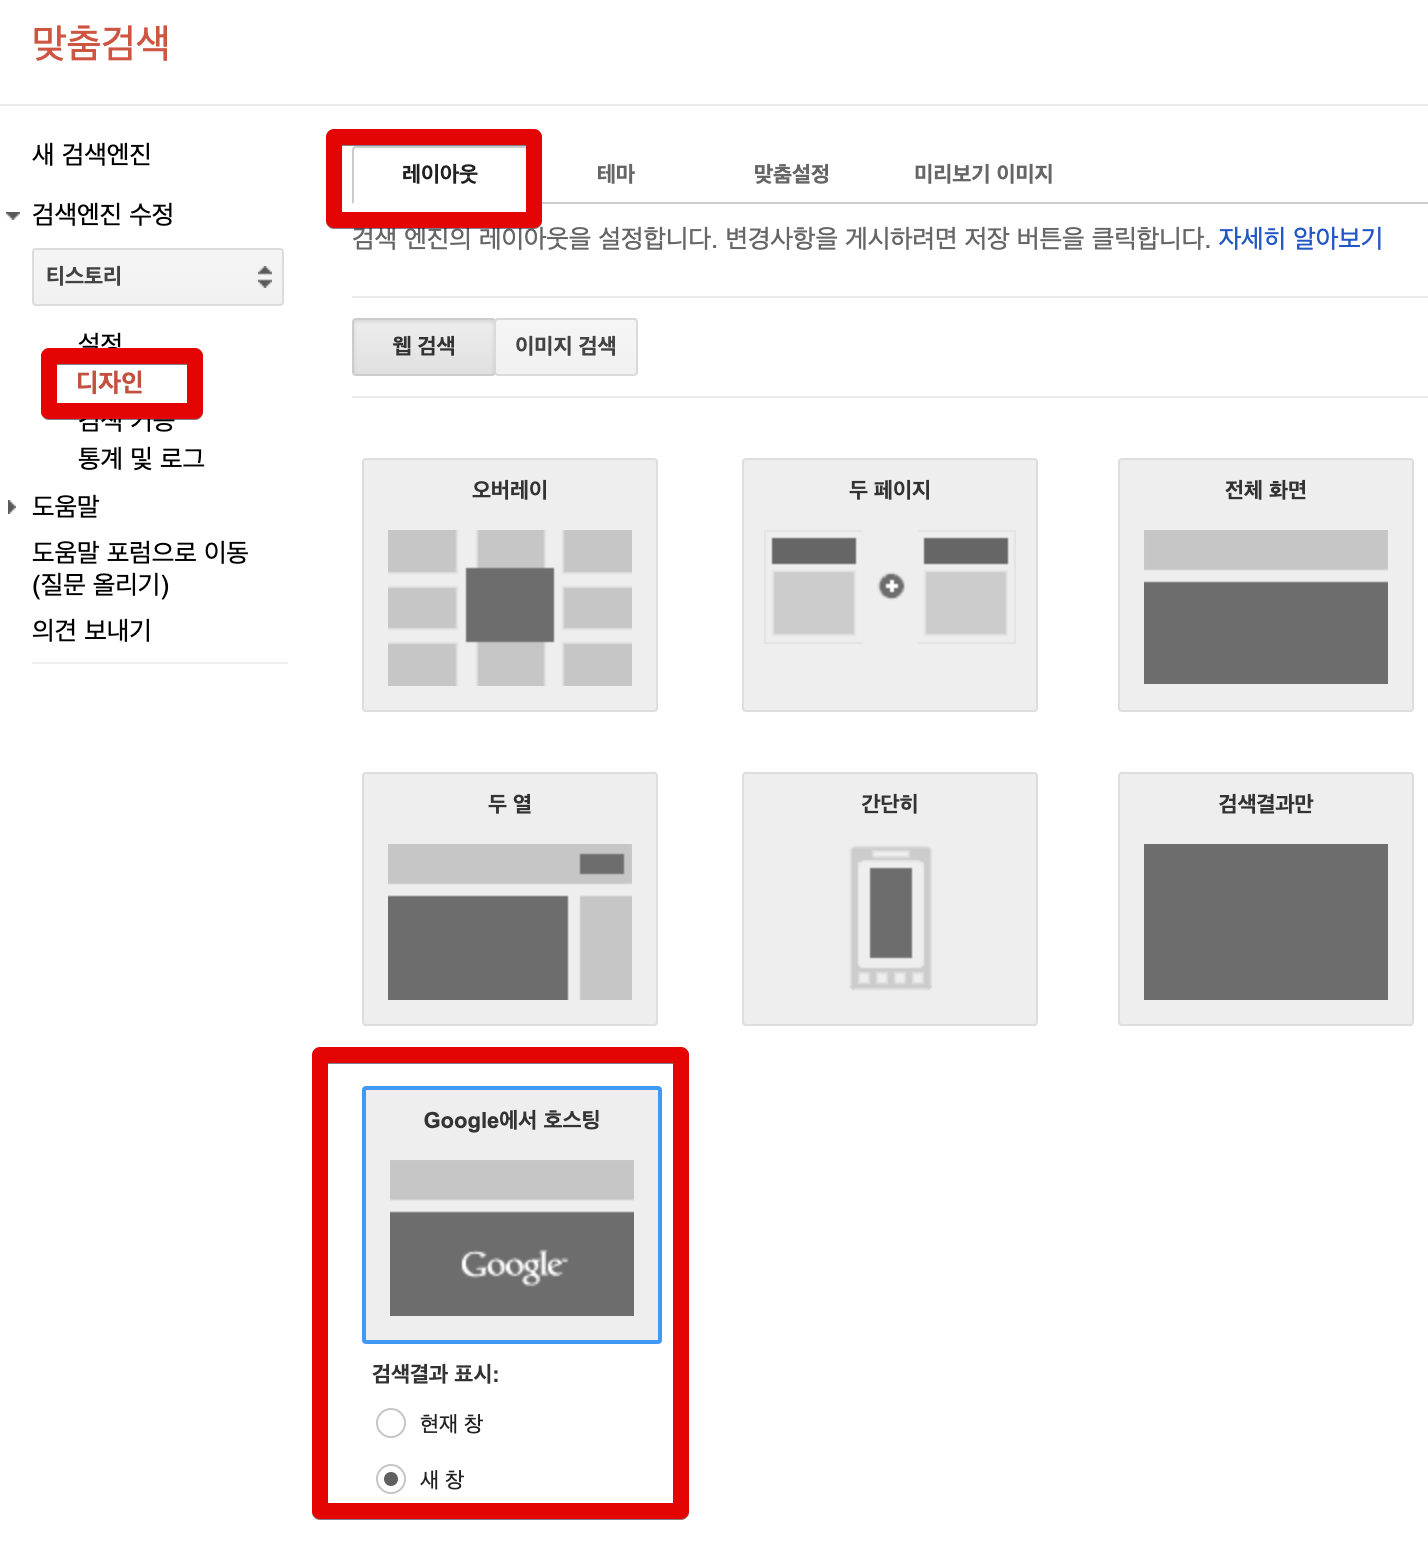 맞춤검색
새 검색엔진
검색엔진 수정
티스토리
설정
디자인
검색 기능
통계 및 로그
도움말
도움말 포럼으로 이동
(질문 올리기)
의견 보내기
레이아웃 테마 맞춤설정 미리보기 이미지
검색 엔진의 레이아웃을 설정합니다. 변경사항을 게시하려면 저장 버튼을 클릭합니다. 자세히 알아보기
웹 검색 이미지 검색
오버레이 두 페이지 전체 화면
두 열 간단히 검색결과만
Google에서 호스팅
Google
검색결과 표시:
현재 창
새 창